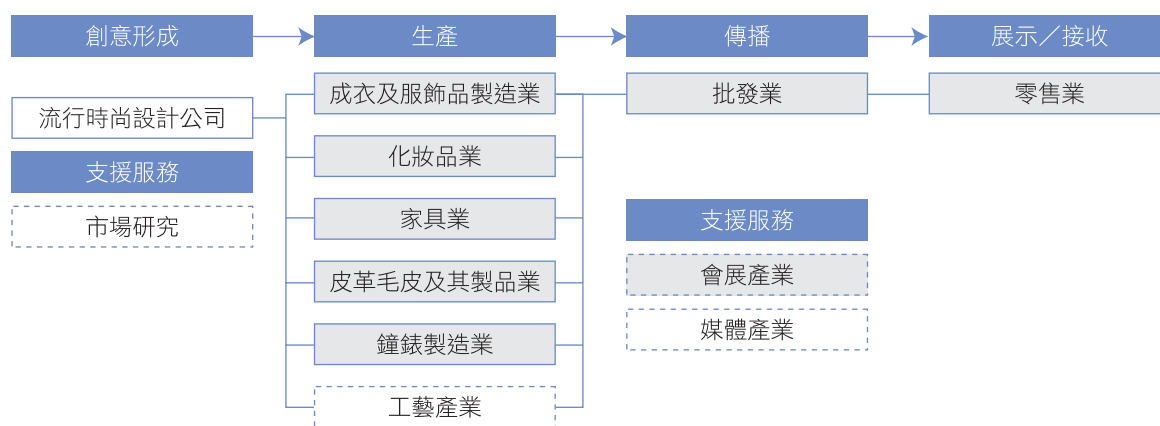 創意形成
生產
傳播
展示／接收
流行時尚設計公司
成衣及服飾品製造業
批發業
零售業
支援服務
化妝品業
市場研究
家具業
支援服務
皮革毛皮及其製品業
會展產業
鐘錶製造業
媒體產業
工藝產業